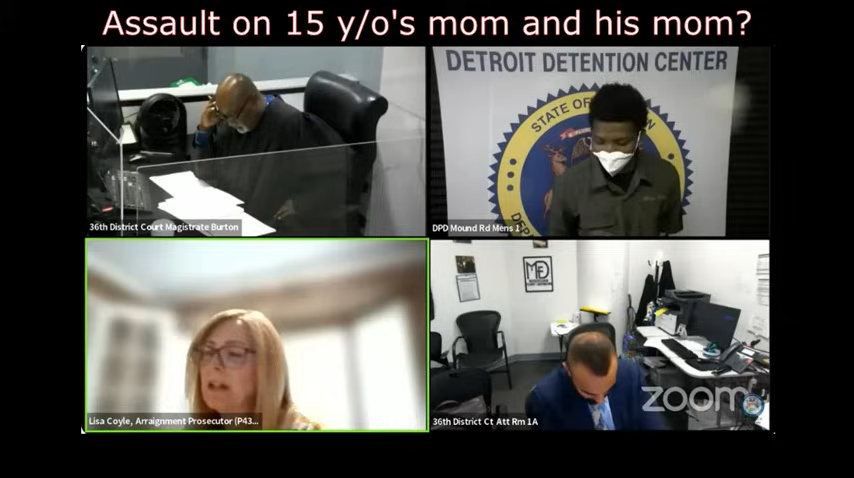 Assault on 15 y/o's mom and his mom?
36th District Court Magistrate Burton
DETROIT DETENTION CENTER
STATE OF
DPD Mound Rd Mens 1
Lisa Coyle, Arraignment Prosecutor (P43...
MFD
zoom
36th District Ct Att Rm 1A